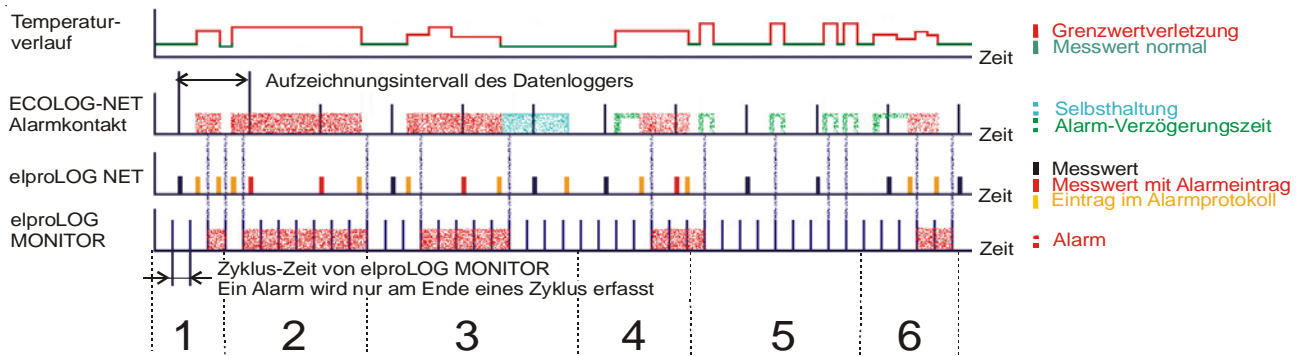 Temperatur-
verlauf
Zeit
Grenzwertverletzung
Messwert normal
Aufzeichnungsintervall des Datenloggers
ECOLOG-NET
Alarmkontakt
Zeit
Selbsthaltung
Alarm-Verzögerungszeit
elproLOG NET
Zeit
Messwert
Messwert mit Alarmeintrag
Eintrag im Alarmprotokoll
elproLOG
MONITOR
Zeit
Alarm
Zyklus-Zeit von elproLOG MONITOR
Ein Alarm wird nur am Ende eines Zyklus erfasst
1 2 3 4 5 6